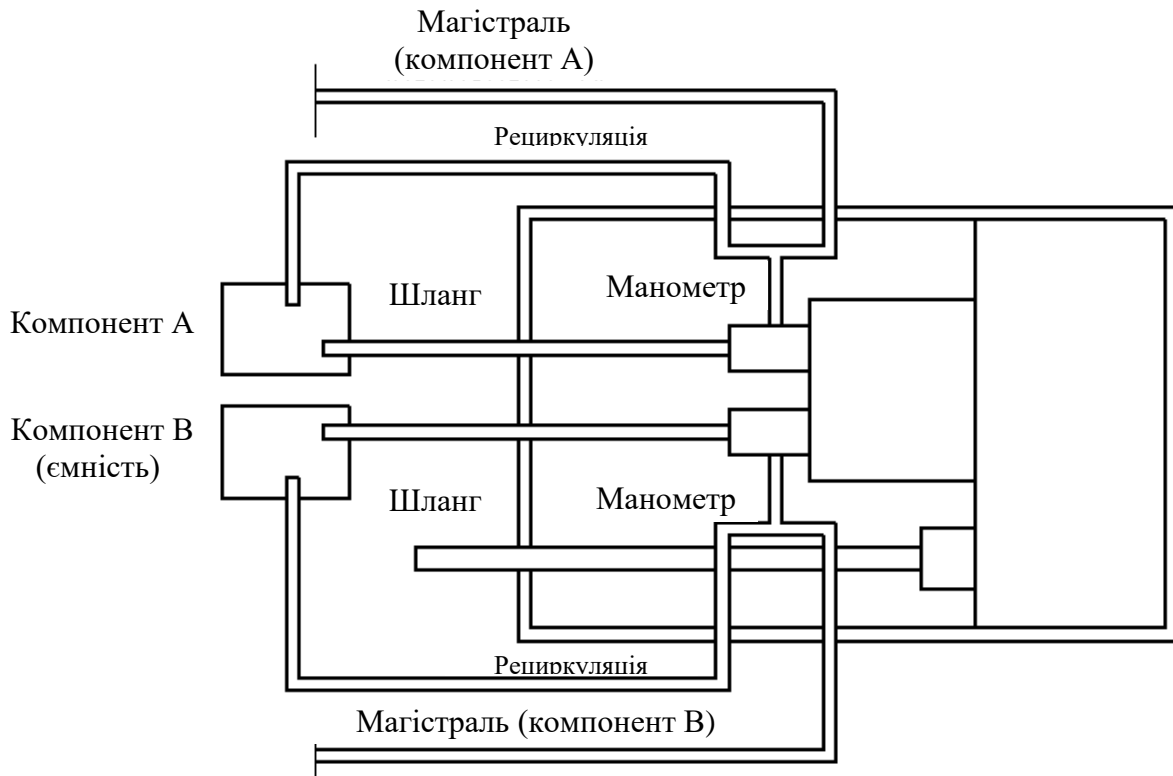 Магістраль
(компонент А)
Рециркуляція
Шланг
Манометр
Компонент А
Компонент В
(ємність)
Шланг
Манометр
Рециркуляція
Магістраль (компонент В)